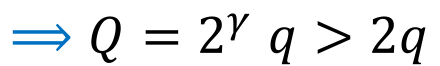 ⟹ Q = 2^γ q > 2q